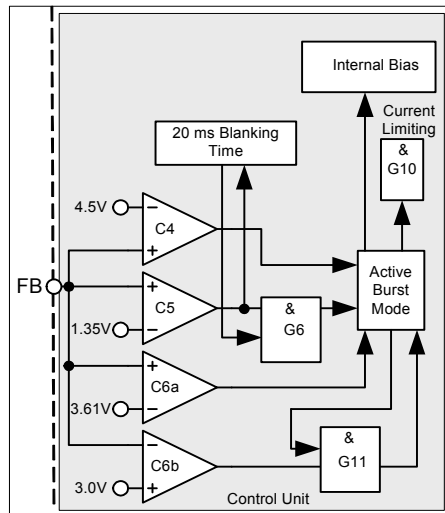 Internal Bias
Current
Limiting
20 ms Blanking
Time
&
G10
4.5V
−
C4
+
FB
+
C5
−
1.35V
&
G6
Active
Burst
Mode
+
C6a
−
3.61V
−
C6b
+
3.0V
&
G11
Control Unit